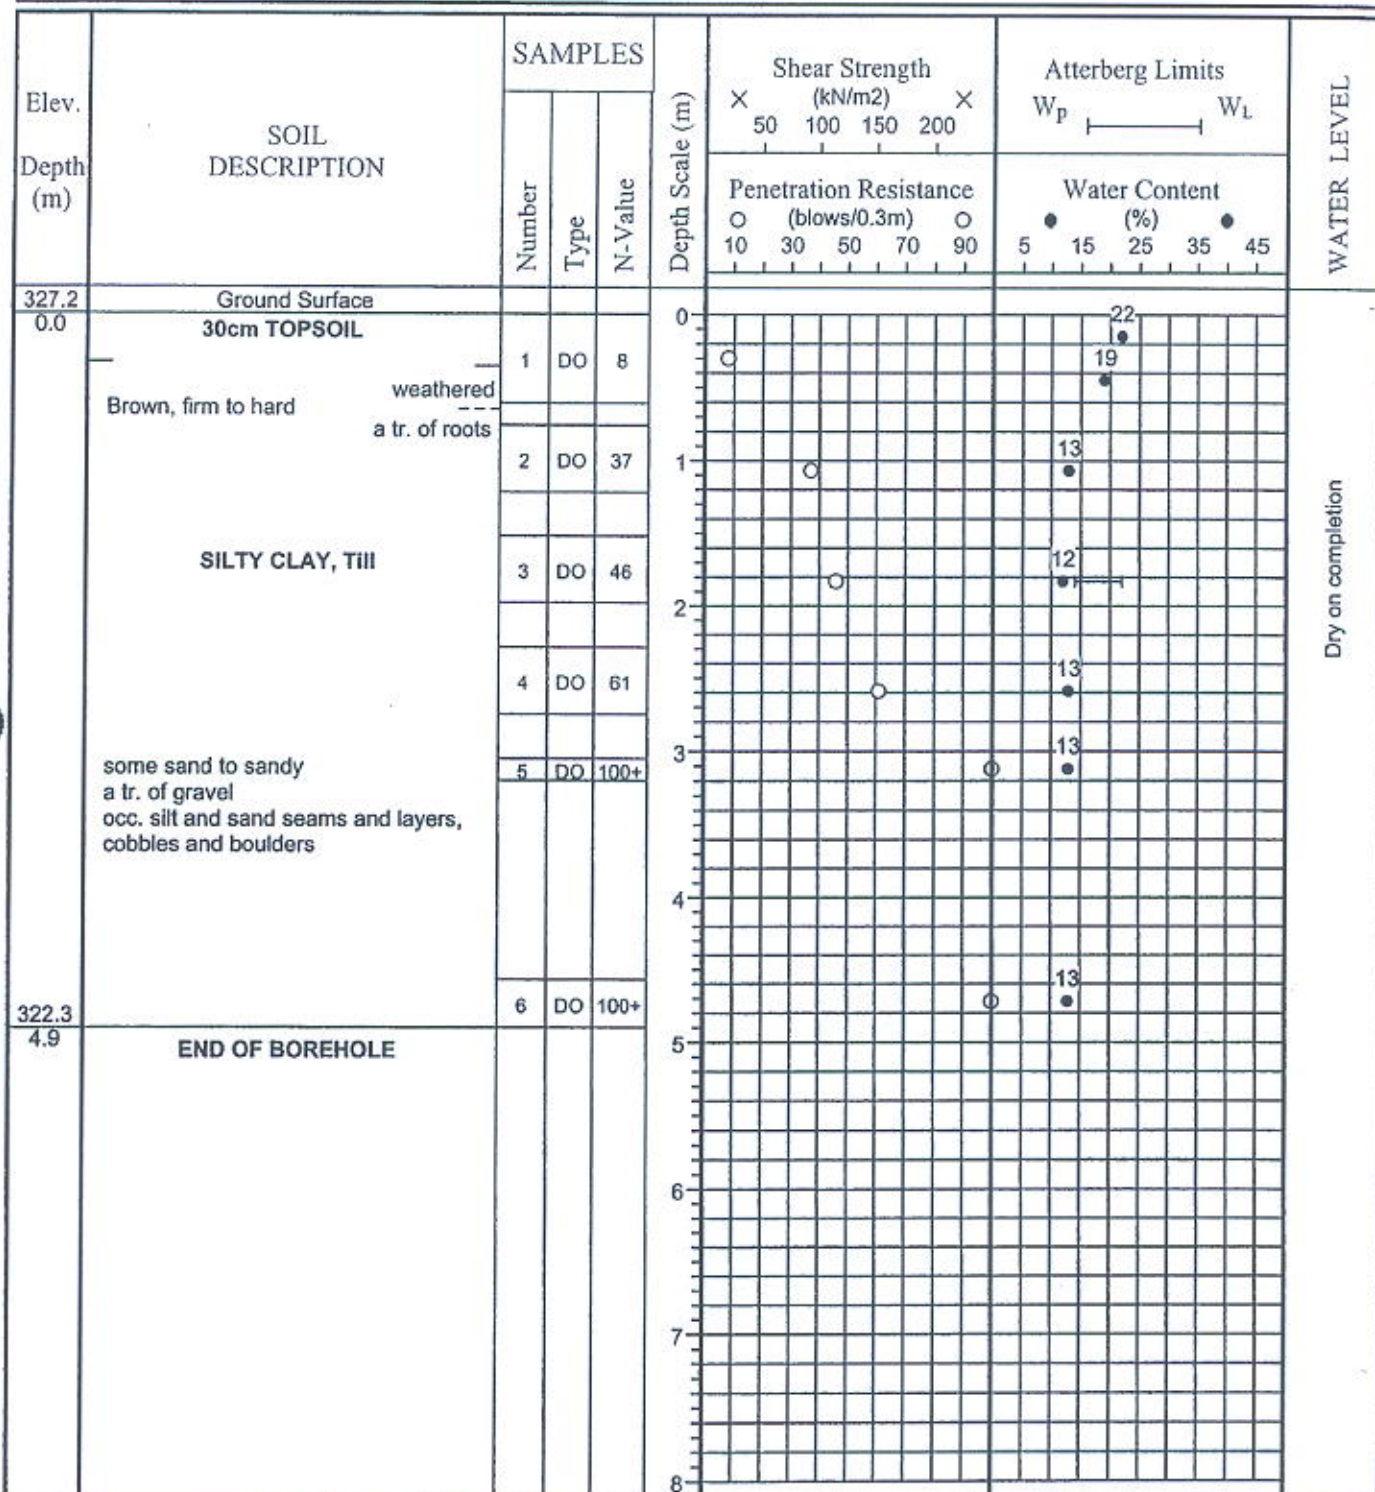 SAMPLES
Elev.
Depth
(m)
SOIL
DESCRIPTION
Number
Type
N-Value
Depth Scale (m)
Shear Strength
× (kN/m2) ×
50 100 150 200
Penetration Resistance
○ (blows/0.3m) ○
10 30 50 70 90
Atterberg Limits
WP WL
Water Content
● (%) ●
5 15 25 35 45
WATER LEVEL
327.2 Ground Surface
0.0 30cm TOPSOIL
0
22
1 DO 8
19
weathered
Brown, firm to hard
a tr. of roots
2 DO 37
1
13
SILTY CLAY, Till
3 DO 46
12
2
Dry on completion
4 DO 61
13
3
13
some sand to sandy
5 DO 100+
a tr. of gravel
occ. silt and sand seams and layers,
cobbles and boulders
4
13
6 DO 100+
322.3
4.9 END OF BOREHOLE
5
6
7
8